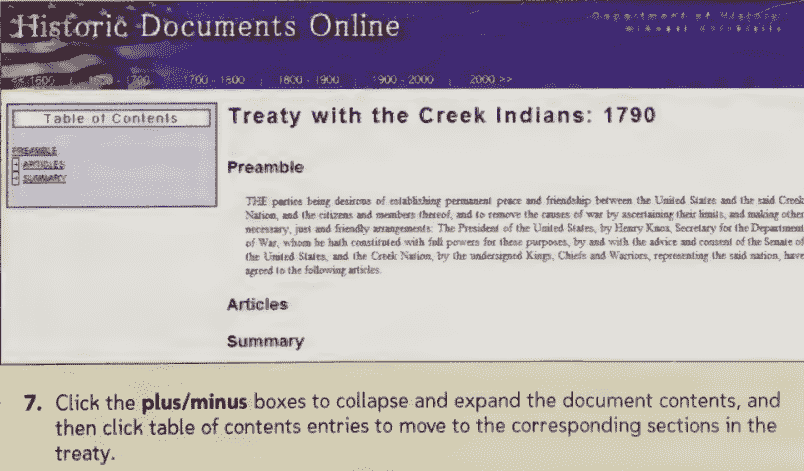 Historic Documents Online
Department of History
<< 1600 | 1600 - 1700 | 1700 - 1800 | 1800 - 1900 | 1900 - 2000 | 2000 >>
Table of Contents
PREAMBLE
+ ARTICLES
+ SUMMARY
Treaty with the Creek Indians: 1790
Preamble
THE parties being desirous of establishing permanent peace and friendship between the United States and the said Creek
Nation, and the citizens and members thereof, and to remove the causes of war by ascertaining their limits, and making other
necessary, just and friendly arrangements: The President of the United States, by Henry Knox, Secretary for the Department
of War, whom he hath constituted with full powers for these purposes, by and with the advice and consent of the Senate of
the United States, and the Creek Nation, by the undersigned Kings, Chiefs and Warriors, representing the said nation, have
agreed to the following articles.
Articles
Summary
7. Click the plus/minus boxes to collapse and expand the document contents, and
then click table of contents entries to move to the corresponding sections in the
treaty.